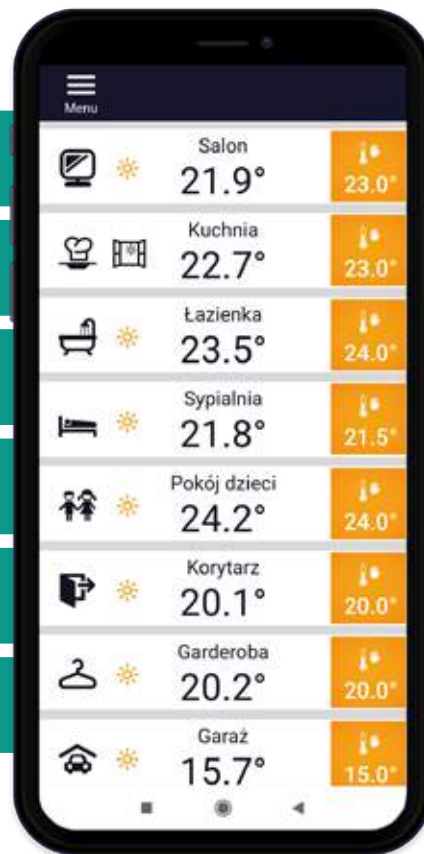 Menu
Salon
21.9°
23.0°
Kuchnia
22.7°
23.0°
Łazienka
23.5°
24.0°
Sypialnia
21.8°
21.5°
Pokój dzieci
24.2°
24.0°
Korytarz
20.1°
20.0°
Garderoba
20.2°
20.0°
Garaż
15.7°
15.0°